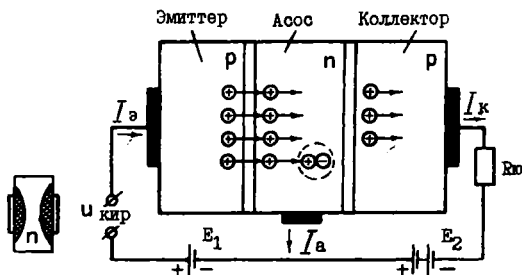 Эмиттер Асос Коллектор
p n p
Iэ Iк
Rю
n
u кир
E1 Iа E2
+ - + -